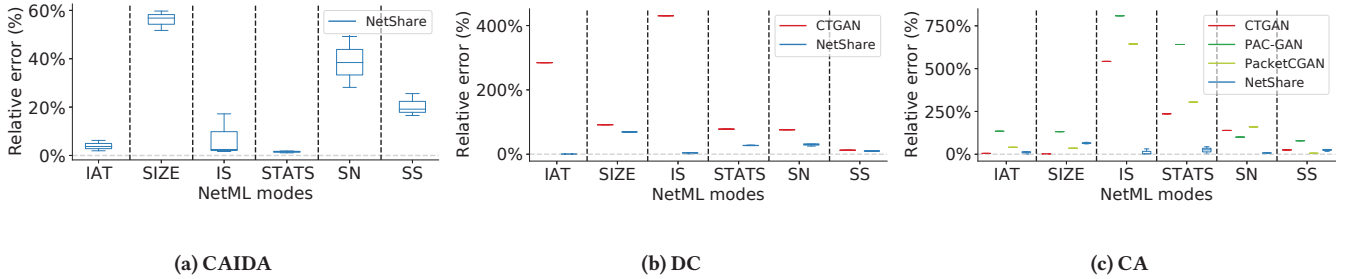 60%
40%
20%
0%
Relative error (%)
NetShare
IAT SIZE IS STATS SN SS
NetML modes
(a) CAIDA
400%
200%
0%
Relative error (%)
CTGAN
NetShare
IAT SIZE IS STATS SN SS
NetML modes
(b) DC
750%
500%
250%
0%
Relative error (%)
CTGAN
PAC-GAN
PacketCGAN
NetShare
IAT SIZE IS STATS SN SS
NetML modes
(c) CA